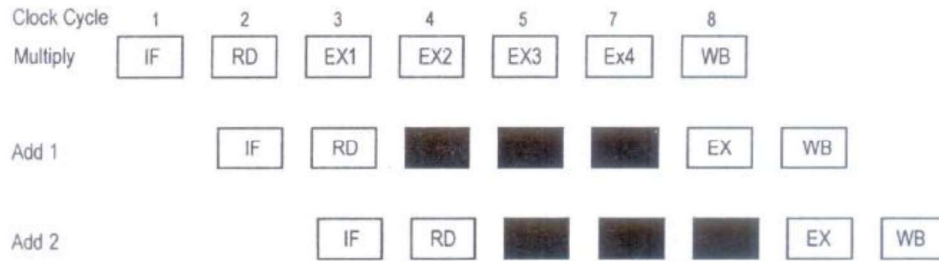 Clock Cycle 1 2 3 4 5 7 8
Multiply IF RD EX1 EX2 EX3 Ex4 WB
Add 1 IF RD EX WB
Add 2 IF RD EX WB